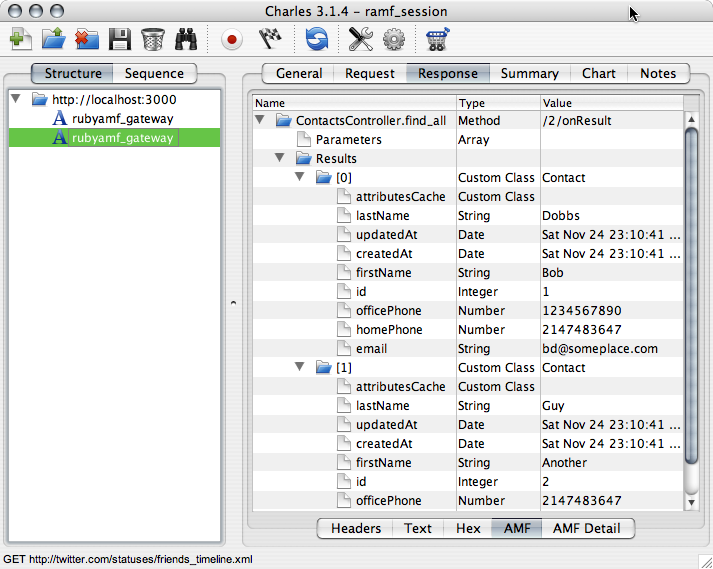 Charles 3.1.4 – ramf_session
Structure Sequence
General Request Response Summary Chart Notes
http://localhost:3000
rubyamf_gateway
rubyamf_gateway
Name Type Value
ContactsController.find_all Method /2/onResult
Parameters Array
Results
[0] Custom Class Contact
attributesCache Custom Class
lastName String Dobbs
updatedAt Date Sat Nov 24 23:10:41 ...
createdAt Date Sat Nov 24 23:10:41 ...
firstName String Bob
id Integer 1
officePhone Number 1234567890
homePhone Number 2147483647
email String bd@someplace.com
[1] Custom Class Contact
attributesCache Custom Class
lastName String Guy
updatedAt Date Sat Nov 24 23:10:41 ...
createdAt Date Sat Nov 24 23:10:41 ...
firstName String Another
id Integer 2
officePhone Number 2147483647
Headers Text Hex AMF AMF Detail
GET http://twitter.com/statuses/friends_timeline.xml